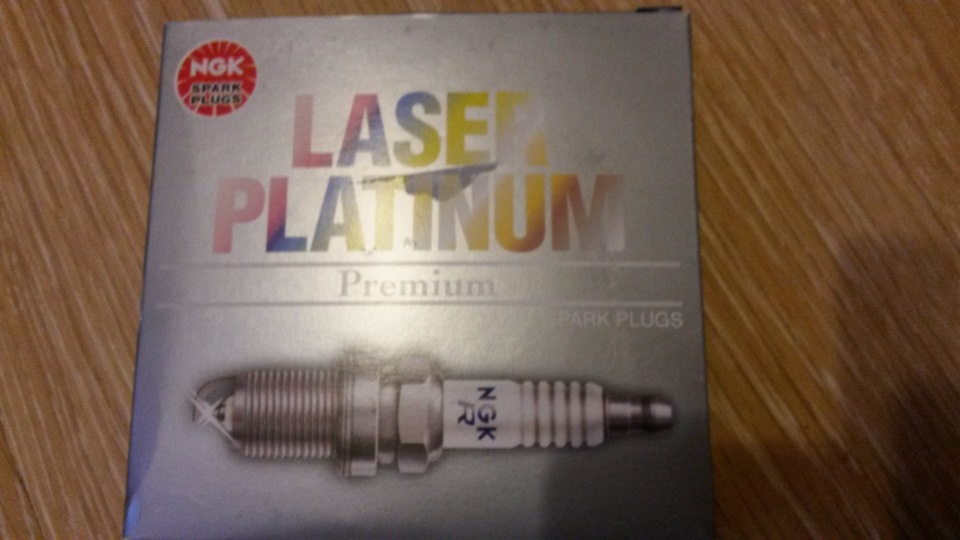 NGK
SPARK
PLUGS
LASER
PLATINUM
Premium
SPARK PLUGS
NGK
R